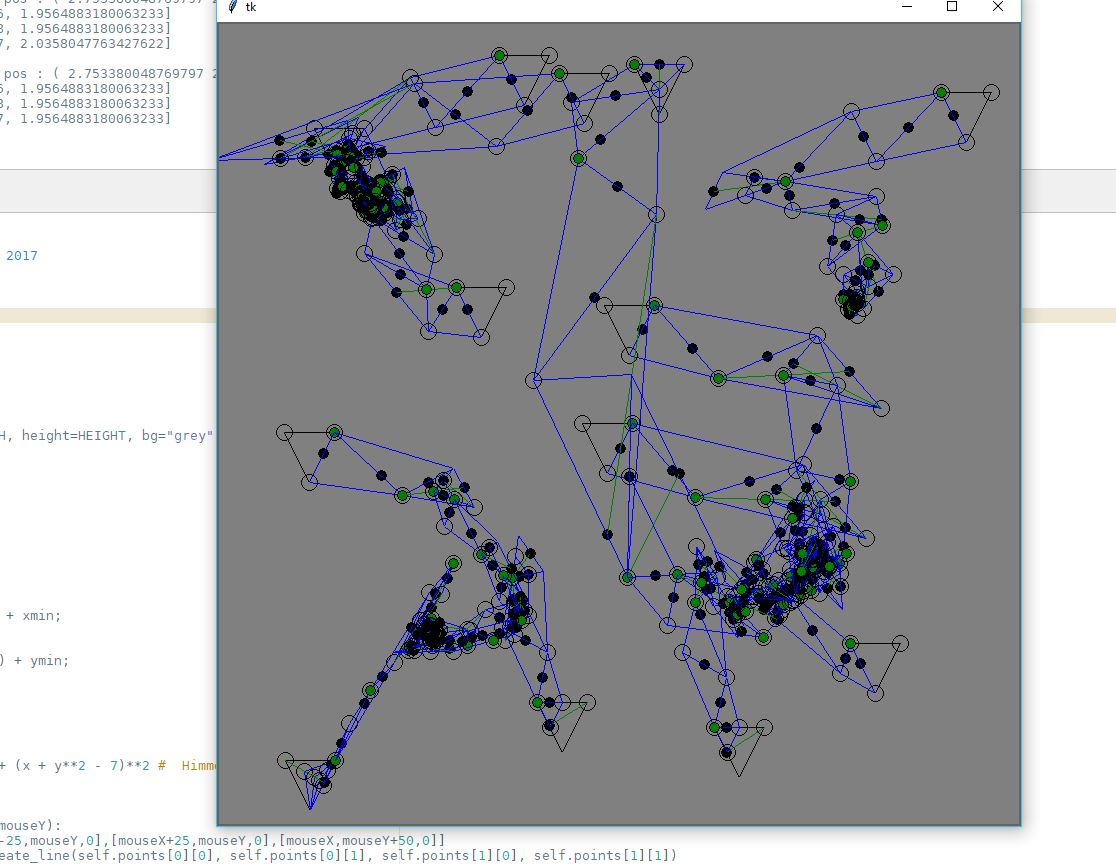 tk
pos : ( 2.753380048769797 2
5, 1.9564883180063233]
3, 1.9564883180063233]
7, 2.0358047763427622]
pos : ( 2.753380048769797 2
5, 1.9564883180063233]
3, 1.9564883180063233]
7, 1.9564883180063233]
2017
H, height=HEIGHT, bg="grey"
+ xmin;
) + ymin;
+ (x + y**2 - 7)**2 # Himm
mouseY):
-25,mouseY,0],[mouseX+25,mouseY,0],[mouseX,mouseY+50,0]]
eate_line(self.points[0][0], self.points[0][1], self.points[1][0], self.points[1][1])